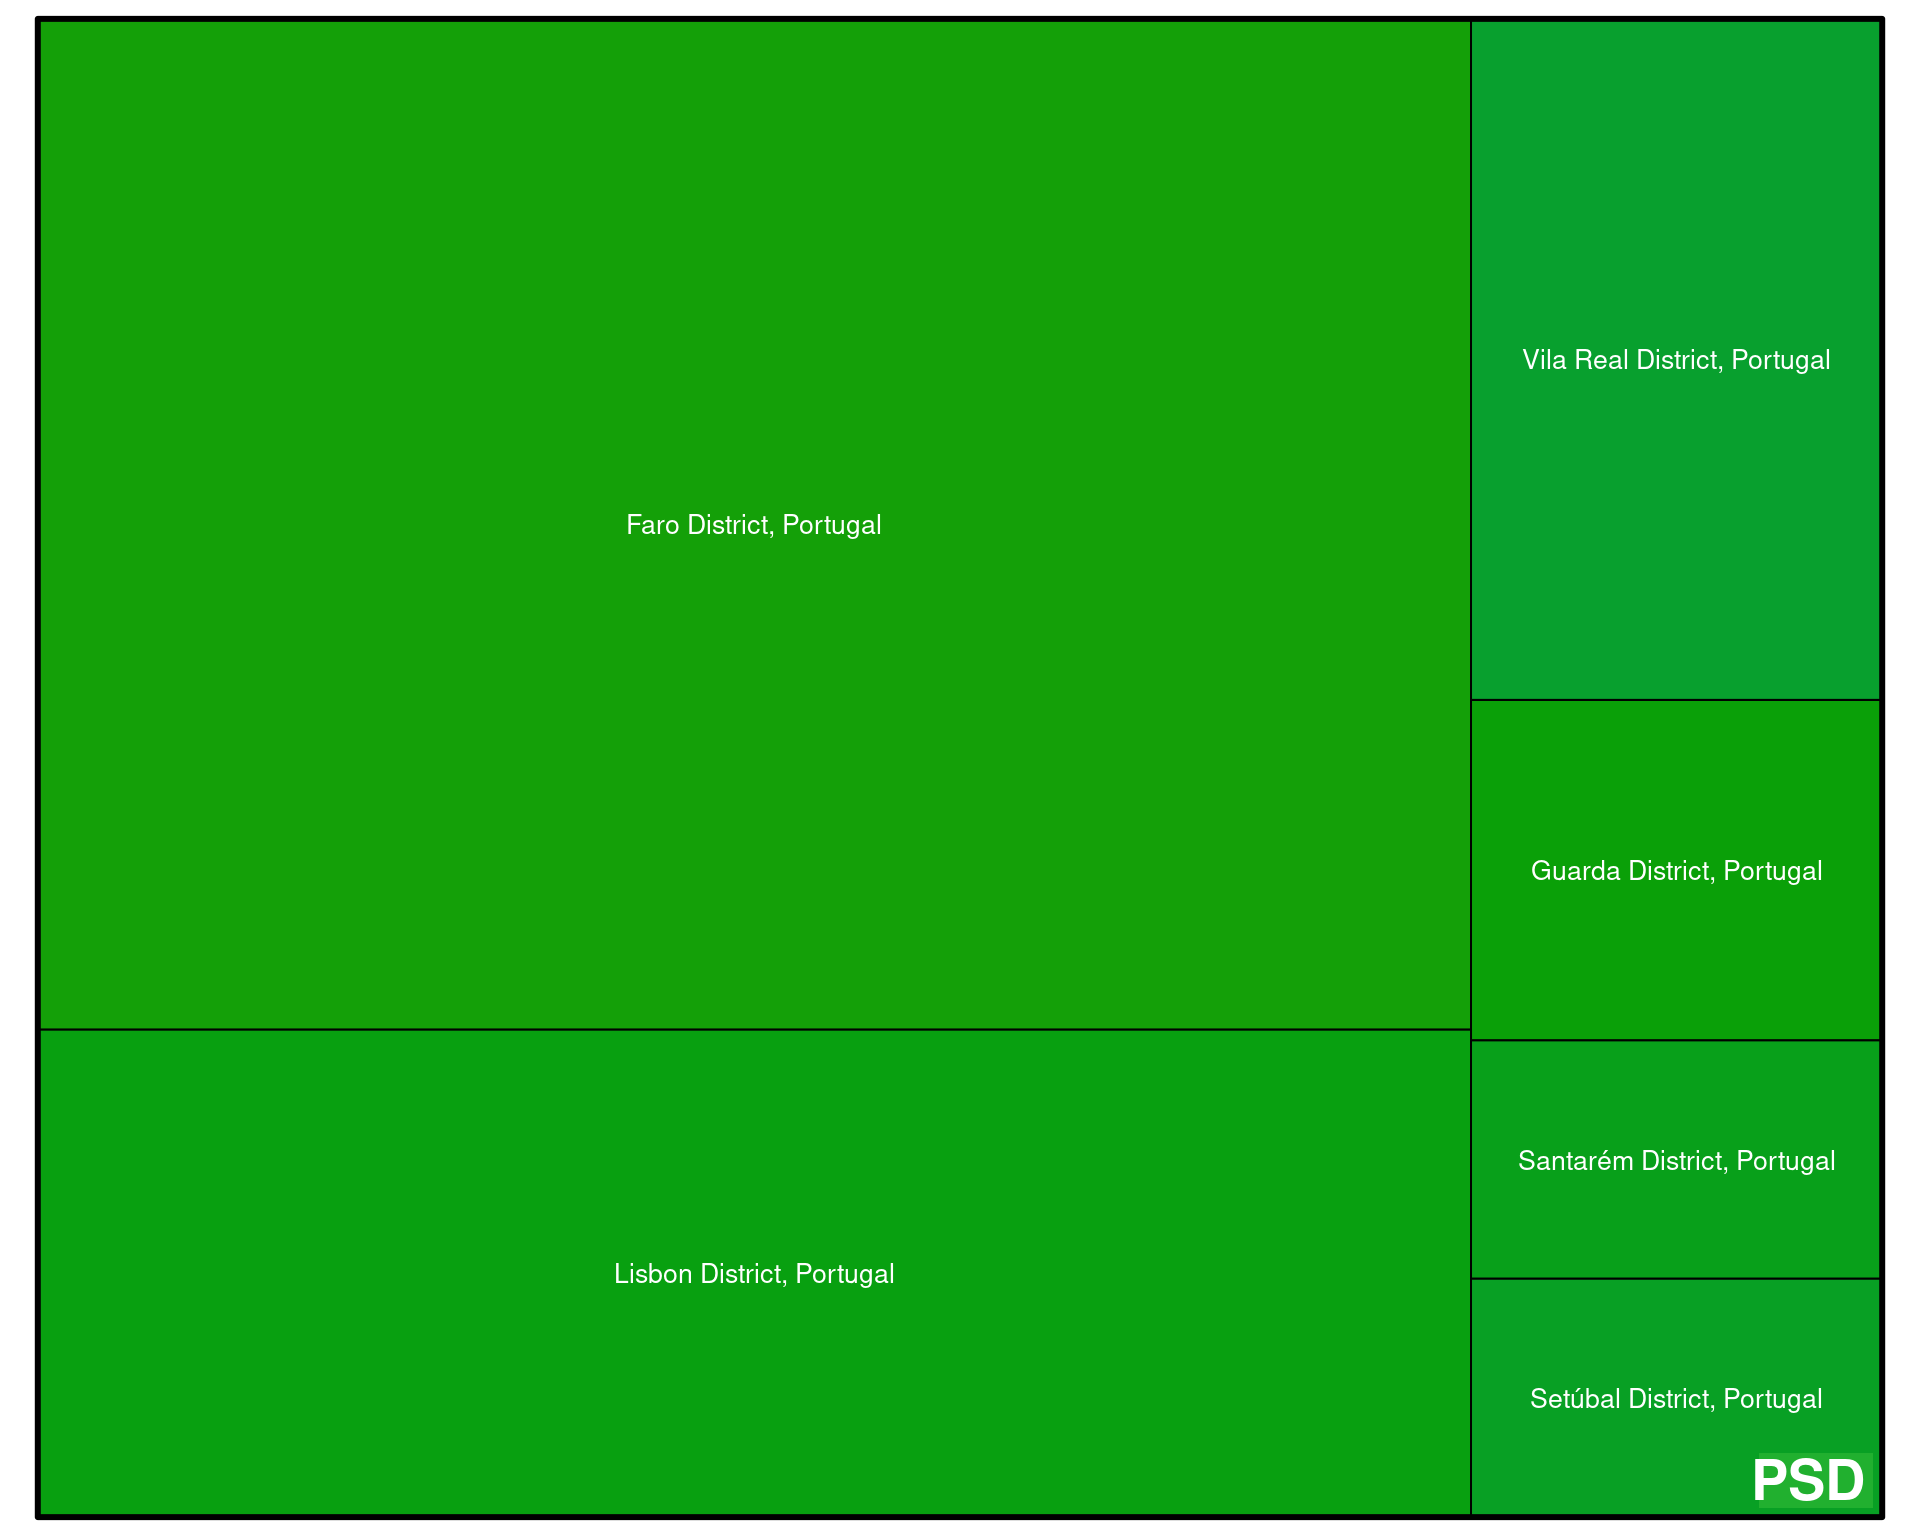 Faro District, Portugal
Lisbon District, Portugal
Vila Real District, Portugal
Guarda District, Portugal
Santarém District, Portugal
Setúbal District, Portugal
PSD